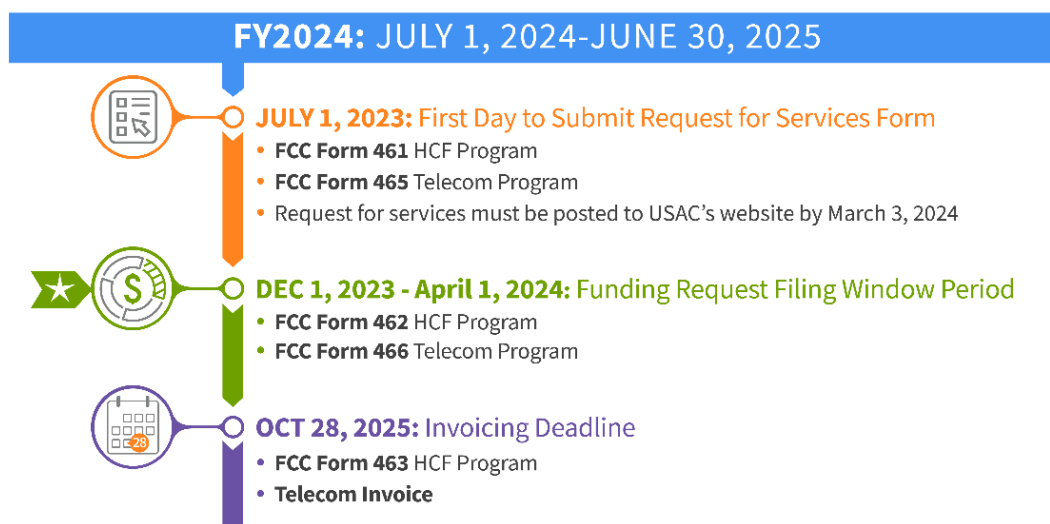 FY2024: JULY 1, 2024-JUNE 30, 2025
JULY 1, 2023: First Day to Submit Request for Services Form
• FCC Form 461 HCF Program
• FCC Form 465 Telecom Program
• Request for services must be posted to USAC’s website by March 3, 2024
$
DEC 1, 2023 - April 1, 2024: Funding Request Filing Window Period
• FCC Form 462 HCF Program
• FCC Form 466 Telecom Program
28
OCT 28, 2025: Invoicing Deadline
• FCC Form 463 HCF Program
• Telecom Invoice